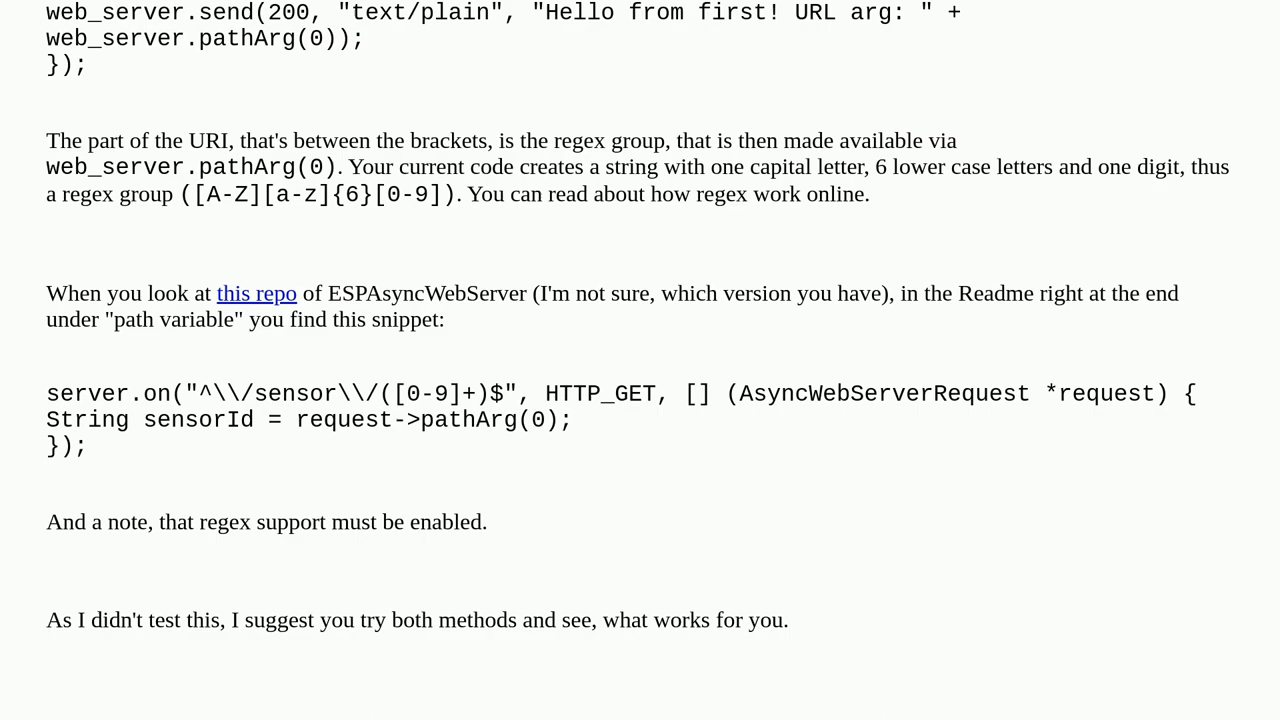 web_server.send(200, "text/plain", "Hello from first! URL arg: " +
web_server.pathArg(0));
});
The part of the URI, that's between the brackets, is the regex group, that is then made available via
web_server.pathArg(0). Your current code creates a string with one capital letter, 6 lower case letters and one digit, thus
a regex group ([A-Z][a-z]{6}[0-9]). You can read about how regex work online.
When you look at this repo of ESPAsyncWebServer (I'm not sure, which version you have), in the Readme right at the end
under "path variable" you find this snippet:
server.on("^\\/sensor\\/([0-9]+)$", HTTP_GET, [] (AsyncWebServerRequest *request) {
String sensorId = request->pathArg(0);
});
And a note, that regex support must be enabled.
As I didn't test this, I suggest you try both methods and see, what works for you.